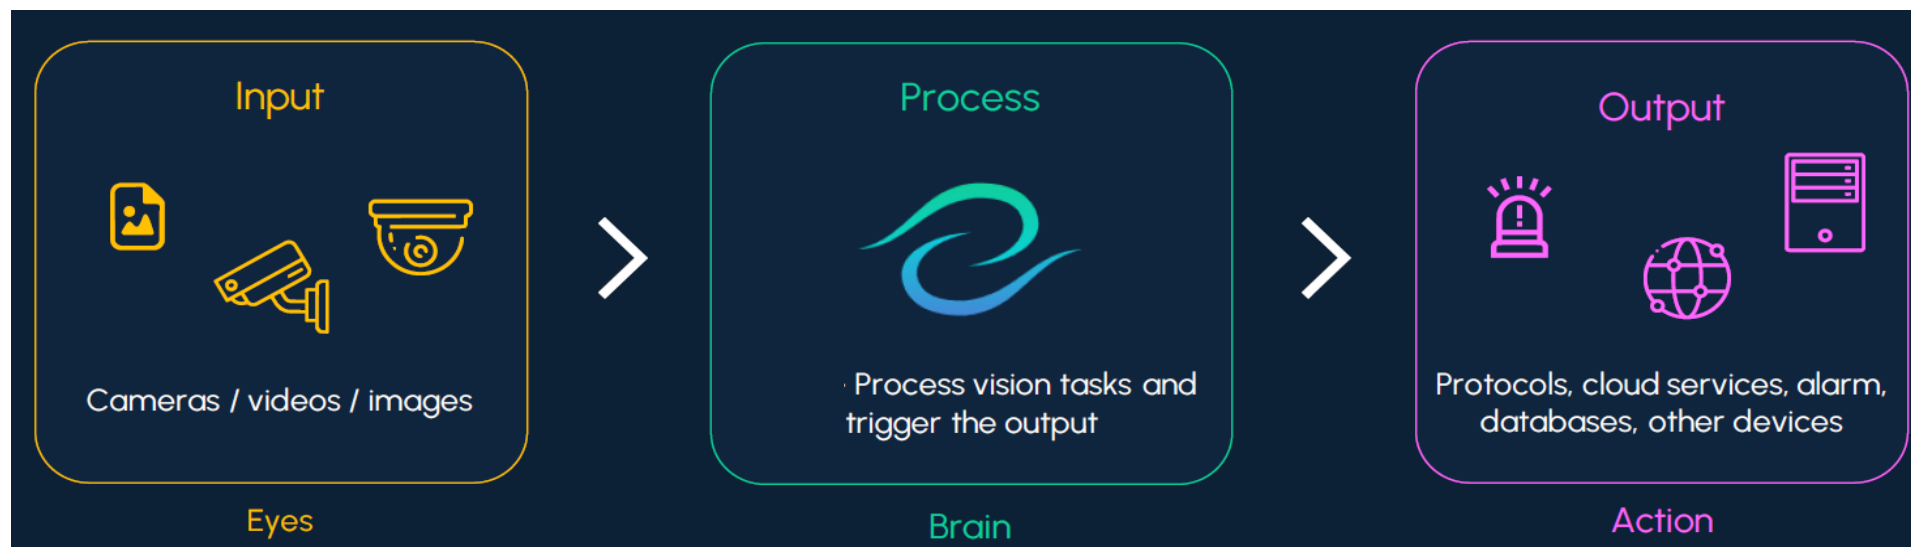 Input
Cameras / videos / images
Eyes
Process
Process vision tasks and
trigger the output
Brain
Output
Protocols, cloud services, alarm,
databases, other devices
Action